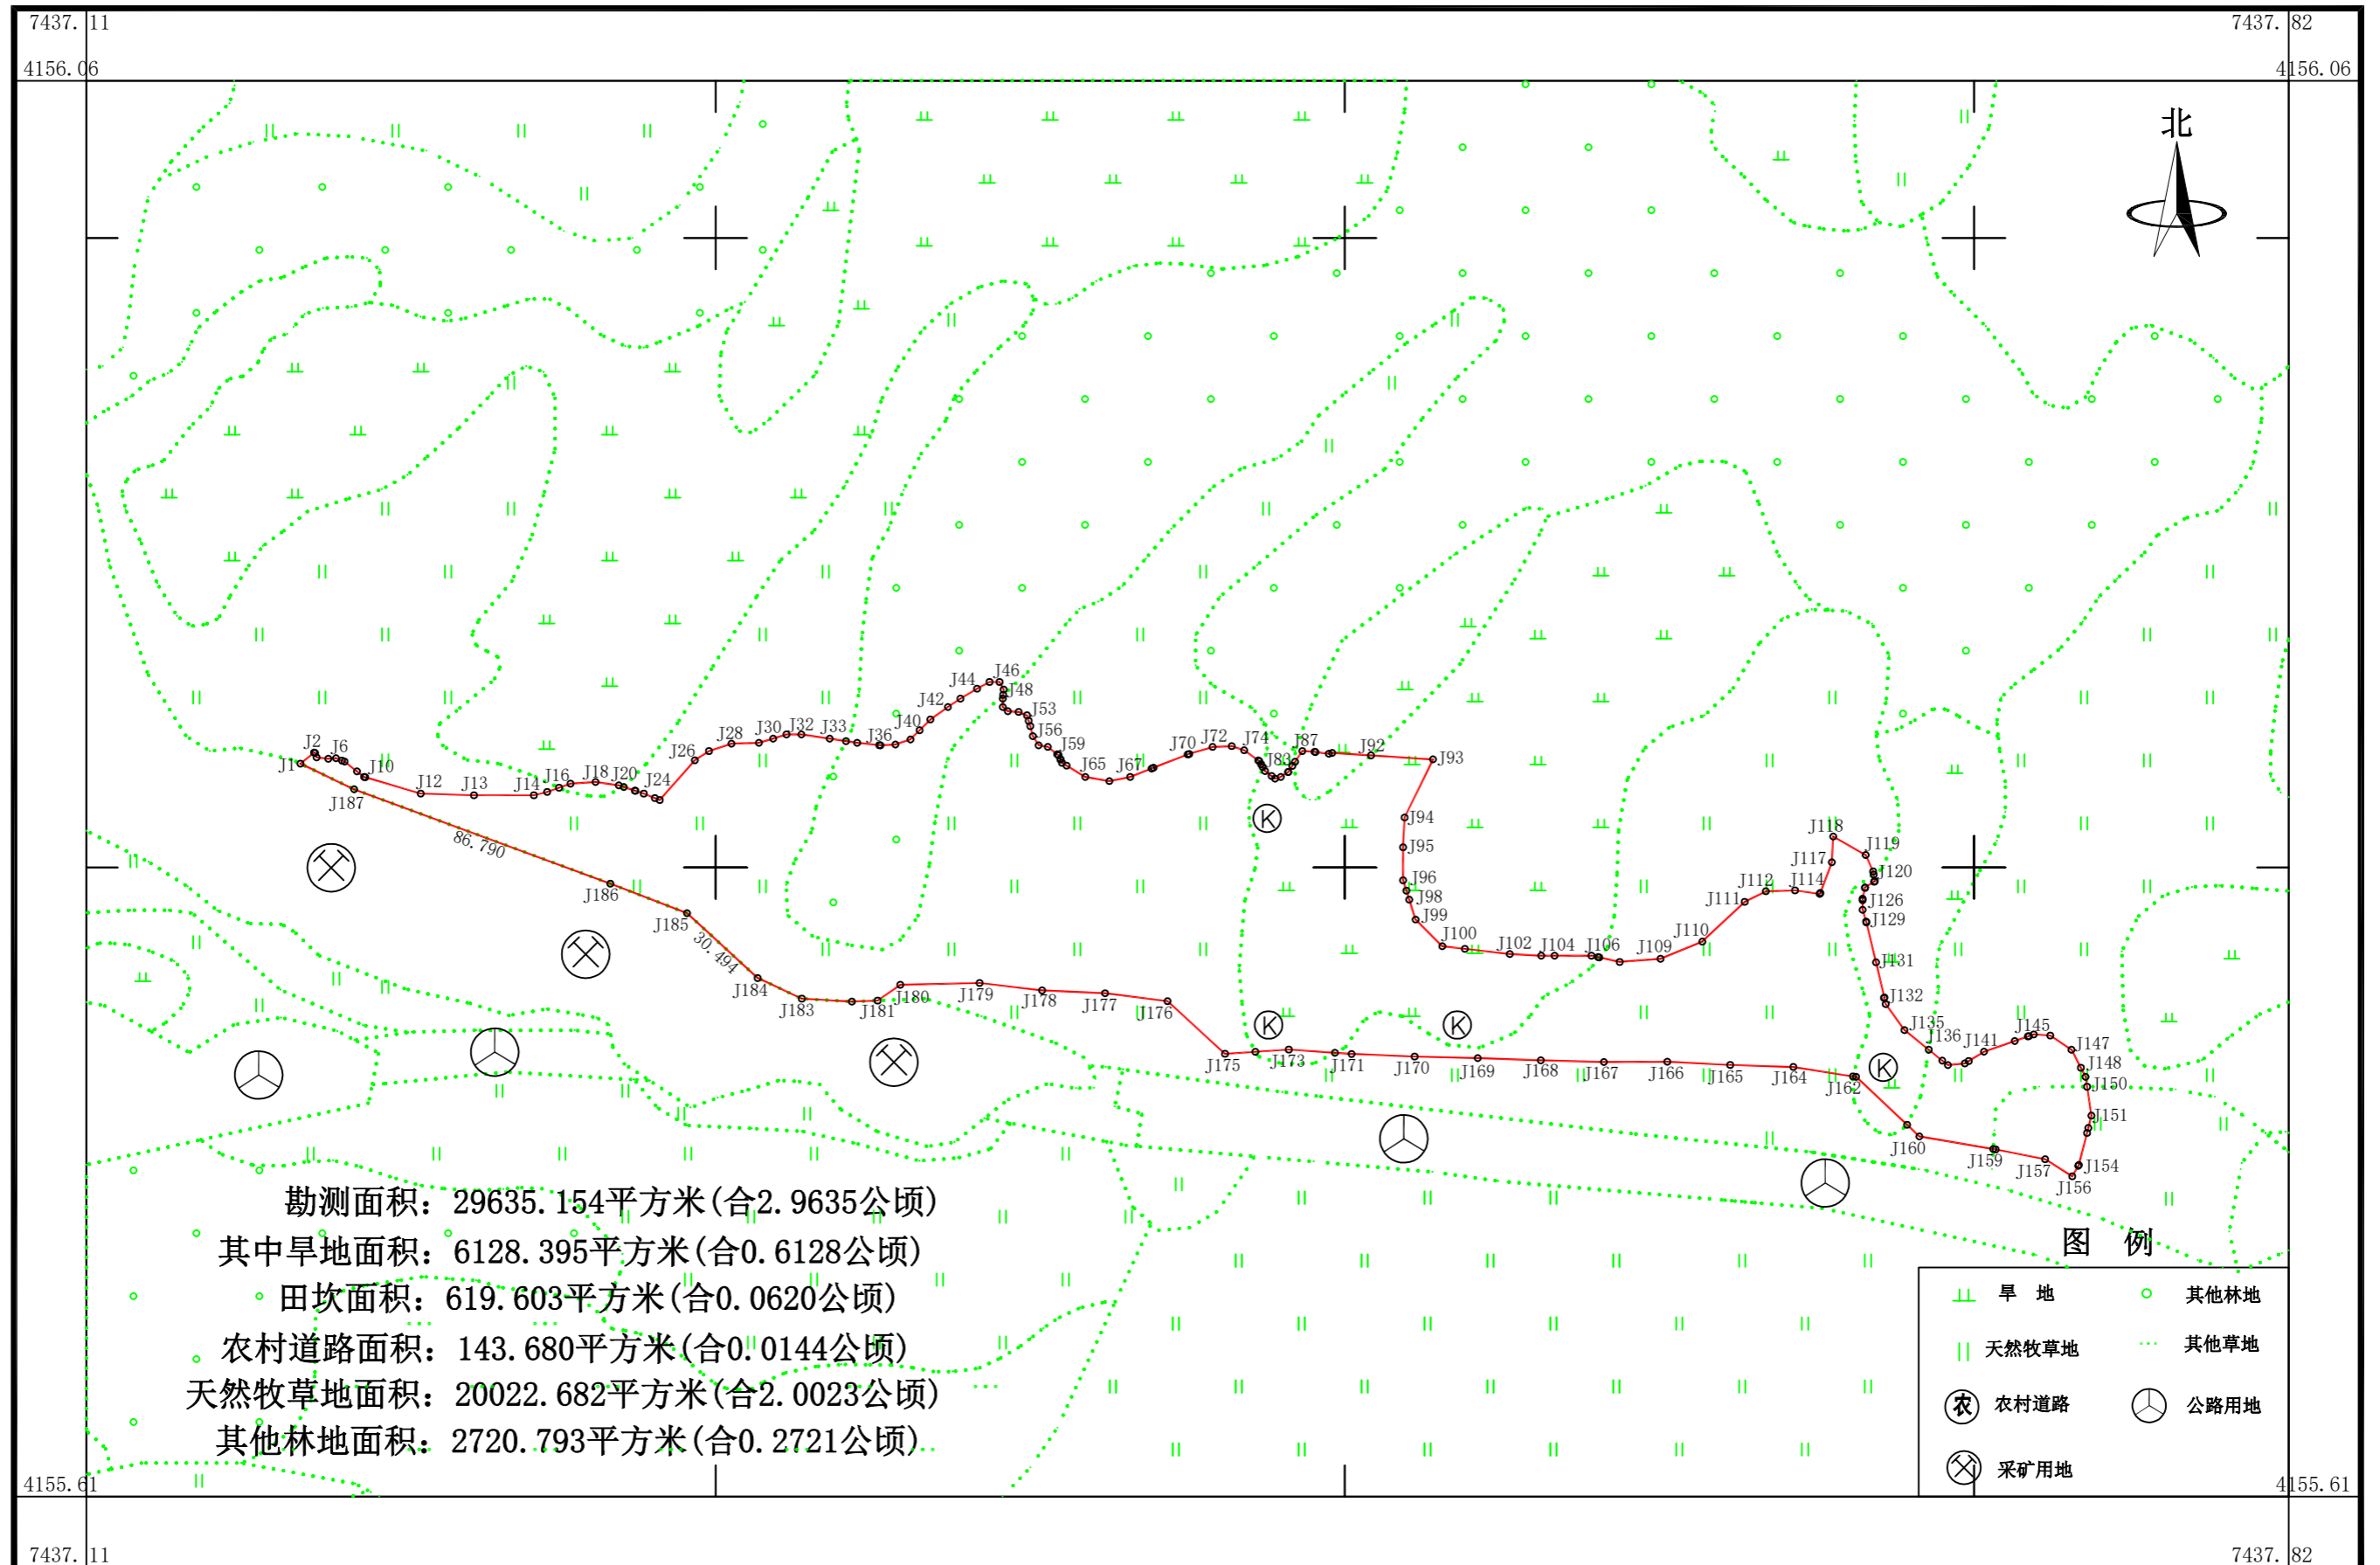 7437. 11
7437. 82
4156.06
4156.06
北
J46
J44
J48
J42
J53
J40
J56
J28
J30
J32
J33
J36
J59
J70
J72
J74
J87
J92
J93
J2
J6
J26
J1
J10
J65
J67
J83
J12
J13
J14
J16
J18
J20
J24
J187
86.790
K
J94
J118
J95
J119
J117
J120
J186
J96
J98
J112
J114
J111
J126
J185
J99
J129
30.494
J100
J102
J104
J106
J109
J110
J131
J184
J183
J181
J180
J179
J178
J177
J176
J132
K
K
J135
J136
J141
J145
J147
J175
J173
J171
J170
J169
J168
J167
J166
J165
J164
J162
K
J148
J150
J151
J160
J159
J157
J154
J156
勘测面积：29635.154平方米(合2.9635公顷)
其中旱地面积：6128.395平方米(合0.6128公顷)
田坎面积：619.603平方米(合0.0620公顷)
农村道路面积：143.680平方米(合0.0144公顷)
天然牧草地面积：20022.682平方米(合2.0023公顷)
其他林地面积：2720.793平方米(合0.2721公顷)
图 例
旱 地
其他林地
天然牧草地
其他草地
农 农村道路
公路用地
采矿用地
4155.61
4155.61
7437. 11
7437. 82